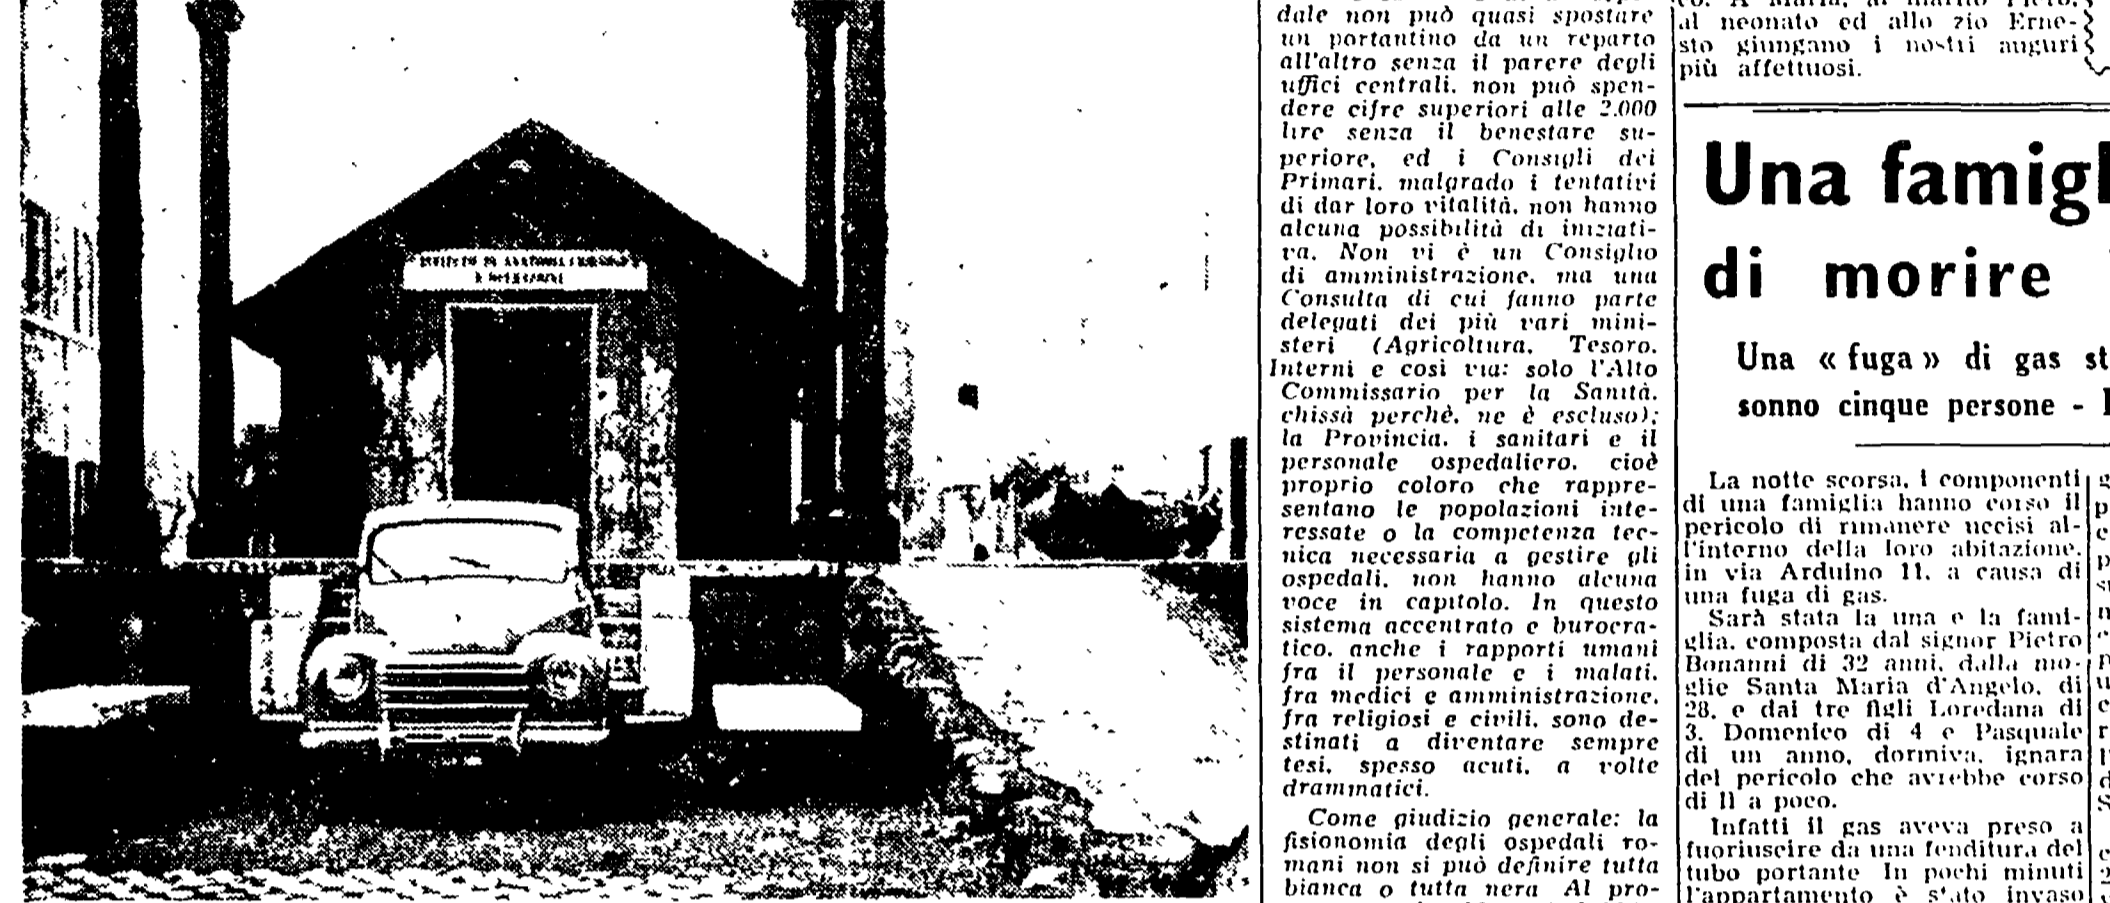 ISTITUTO DI ANATOMIA CHIRURGICA
E OPERAZIONI
dale non può quasi spostare
un portantino da un reparto
all'altro senza il parere degli
uffici centrali, non può spen-
dere cifre superiori alle 2.000
lire senza il benestare su-
periore, ed i Consigli dei
Primari, malgrado i tentativi
di dar loro vitalità, non hanno
alcuna possibilità di iniziati-
va. Non vi è un Consiglio
di amministrazione, ma una
Consulta di cui fanno parte
delegati dei più vari mini-
steri (Agricoltura, Tesoro,
Interni e così via: solo l'Alto
Commissario per la Sanità,
chissà perchè, ne è escluso);
la Provincia, i sanitari e il
personale ospedaliero, cioè
proprio coloro che rappre-
sentano le popolazioni inte-
ressate o la competenza tec-
nica necessaria a gestire gli
ospedali, non hanno alcuna
voce in capitolo. In questo
sistema accentrato e burocra-
tico, anche i rapporti umani
fra il personale e i malati,
fra medici e amministrazione,
fra religiosi e civili, sono de-
stinati a diventare sempre
tesi, spesso acuti, a volte
drammatici.
Come giudizio generale: la
fisionomia degli ospedali ro-
mani non si può definire tutta
bianca o tutta nera Al pro-
al neonato ed allo zio Erne-
sto giungano i nostri auguri
più affettuosi.
Una famigl
di morire
Una « fuga » di gas st
sonno cinque persone -
La notte scorsa, i componenti
di una famiglia hanno corso il
pericolo di rimanere uccisi al-
l'interno della loro abitazione,
in via Arduino 11, a causa di
una fuga di gas.
Sarà stata la una e la fami-
glia, composta dal signor Pietro
Bonanni di 32 anni, dalla mo-
glie Santa Maria d'Angelo, di
28, e dai tre figli Loredana di
3, Domenico di 4 e Pasquale
di un anno, dormiva, ignara
del pericolo che avrebbe corso
di lì a poco.
Infatti il gas aveva preso a
fuoriuscire da una fenditura del
tubo portante In pochi minuti
l'appartamento è stato invaso